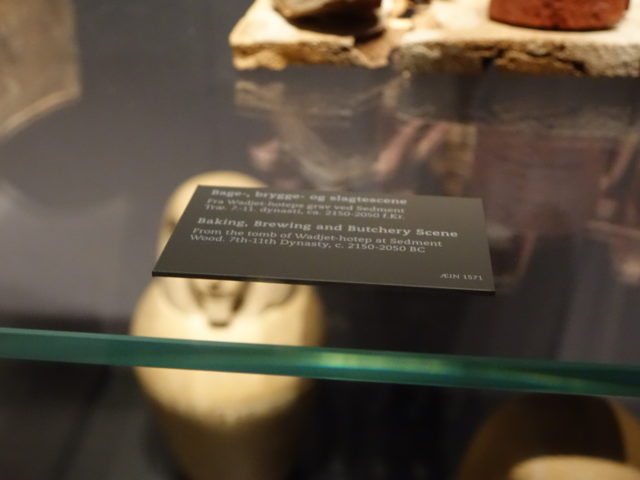 Bage-, brygge- og slagtescene
Fra Wadjet-hoteps grav ved Sedment
Træ. 7.-11. dynasti, ca. 2150-2050 f.Kr.
Baking, Brewing and Butchery Scene
From the tomb of Wadjet-hotep at Sedment
Wood. 7th-11th Dynasty, c. 2150-2050 BC
ÆIN 1571